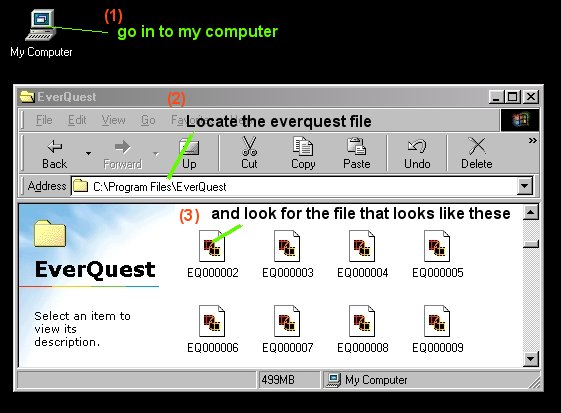 (1)
go in to my computer
My Computer
EverQuest
(2)
File Edit View Go
Locate the everquest file
Back Forward Up Cut Copy Paste Undo Delete
Address C:\Program Files\EverQuest
(3) and look for the file that looks like these
EverQuest
Select an item to
view its
description.
EQ000002 EQ000003 EQ000004 EQ000005
EQ000006 EQ000007 EQ000008 EQ000009
499MB My Computer